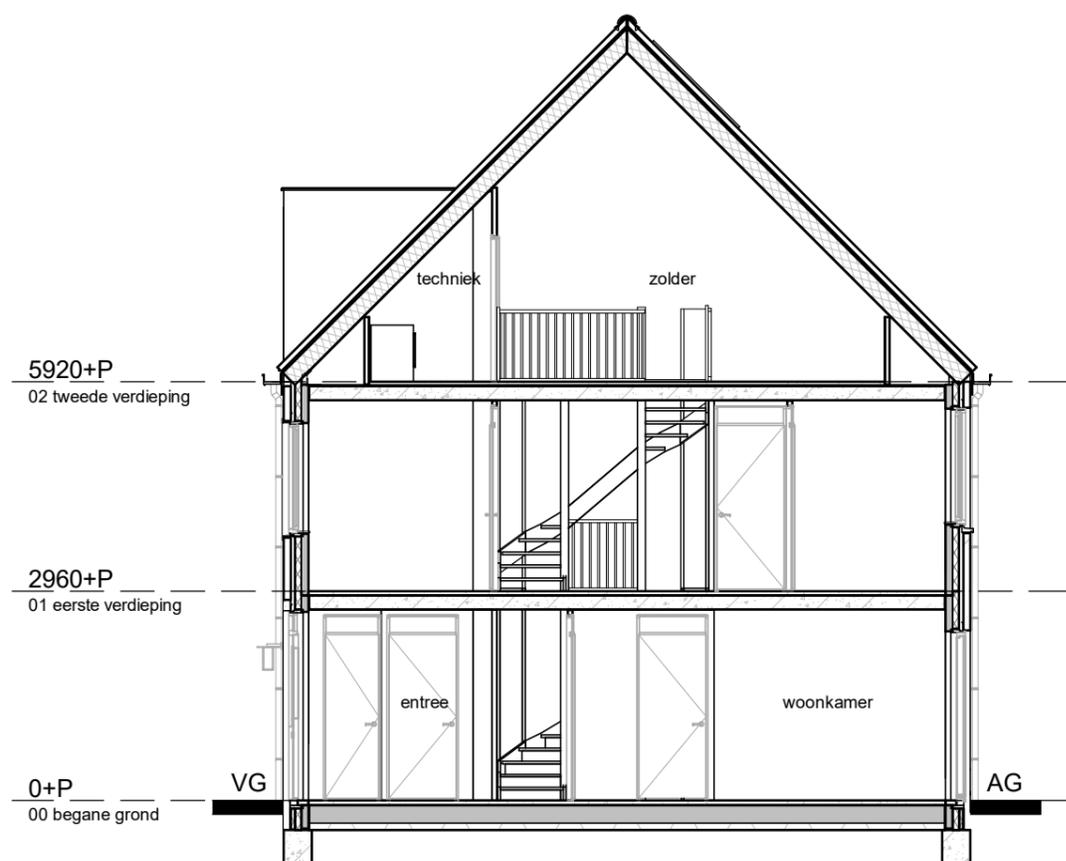 techniek zolder
5920+P
02 tweede verdieping
2960+P
01 eerste verdieping
entree woonkamer
VG AG
0+P
00 begane grond